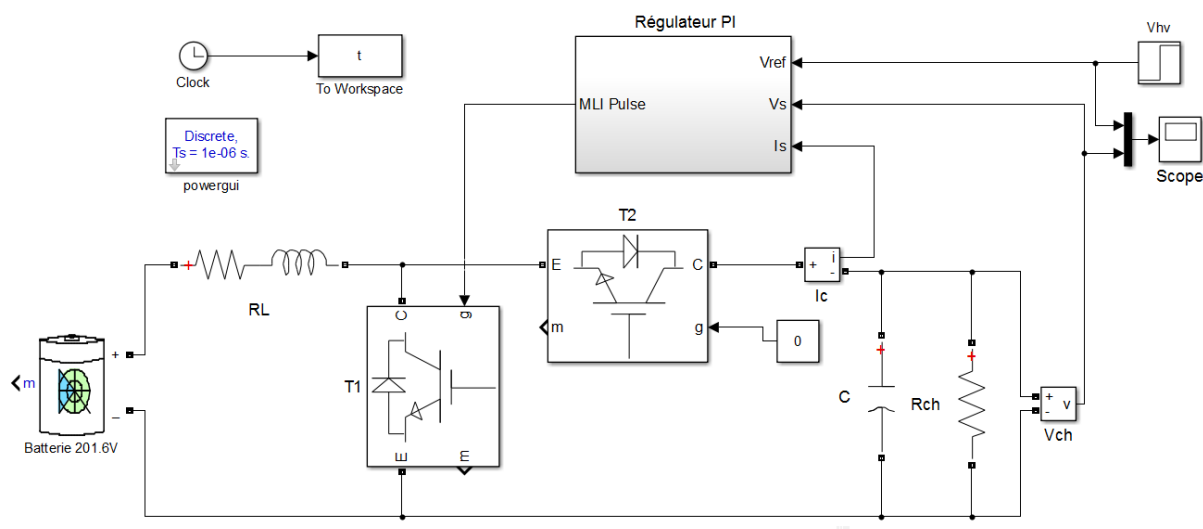 Régulateur PI
Vhv
t
Clock
To Workspace
Vref
MLI Pulse
Vs
Is
Discrete,
Ts = 1e-06 s.
powergui
Scope
T2
E
C
m
g
0
+
i
-
Ic
+
RL
C
g
T1
E
m
m
+
–
Batterie 201.6V
+
C
+
Rch
+
-
v
Vch